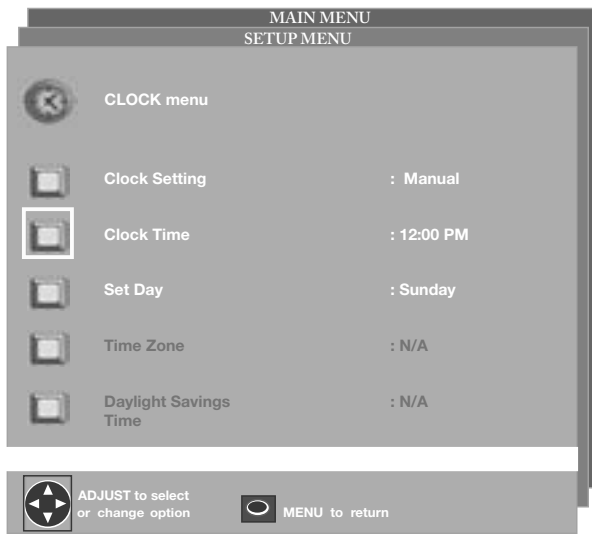 MAIN MENU
SETUP MENU
CLOCK menu
Clock Setting : Manual
Clock Time : 12:00 PM
Set Day : Sunday
Time Zone : N/A
Daylight Savings : N/A
Time
ADJUST to select
or change option
MENU to return